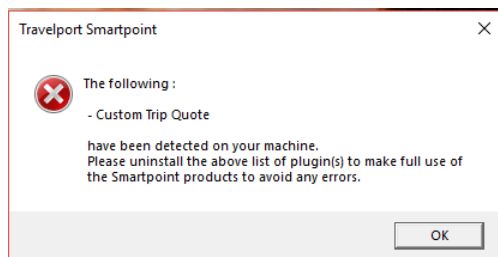 Travelport Smartpoint
The following :
- Custom Trip Quote
have been detected on your machine.
Please uninstall the above list of plugin(s) to make full use of
the Smartpoint products to avoid any errors.
OK